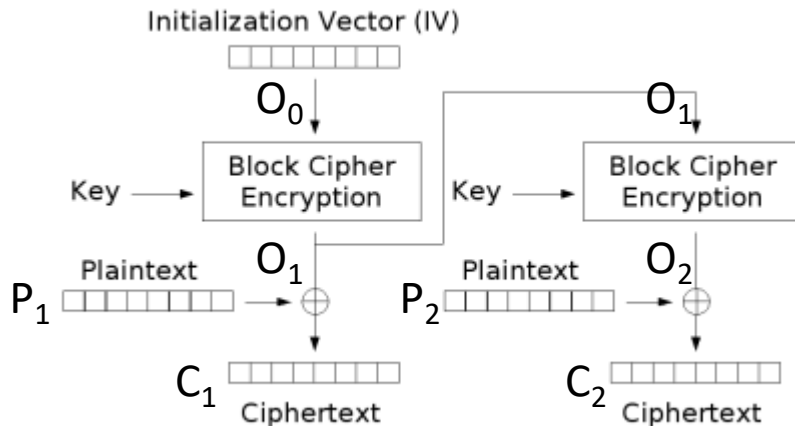 Initialization Vector (IV)
O₀ O₁
Block Cipher Encryption
Key
Block Cipher Encryption
Key
Plaintext O₁ Plaintext O₂
P₁ P₂
C₁ C₂
Ciphertext Ciphertext